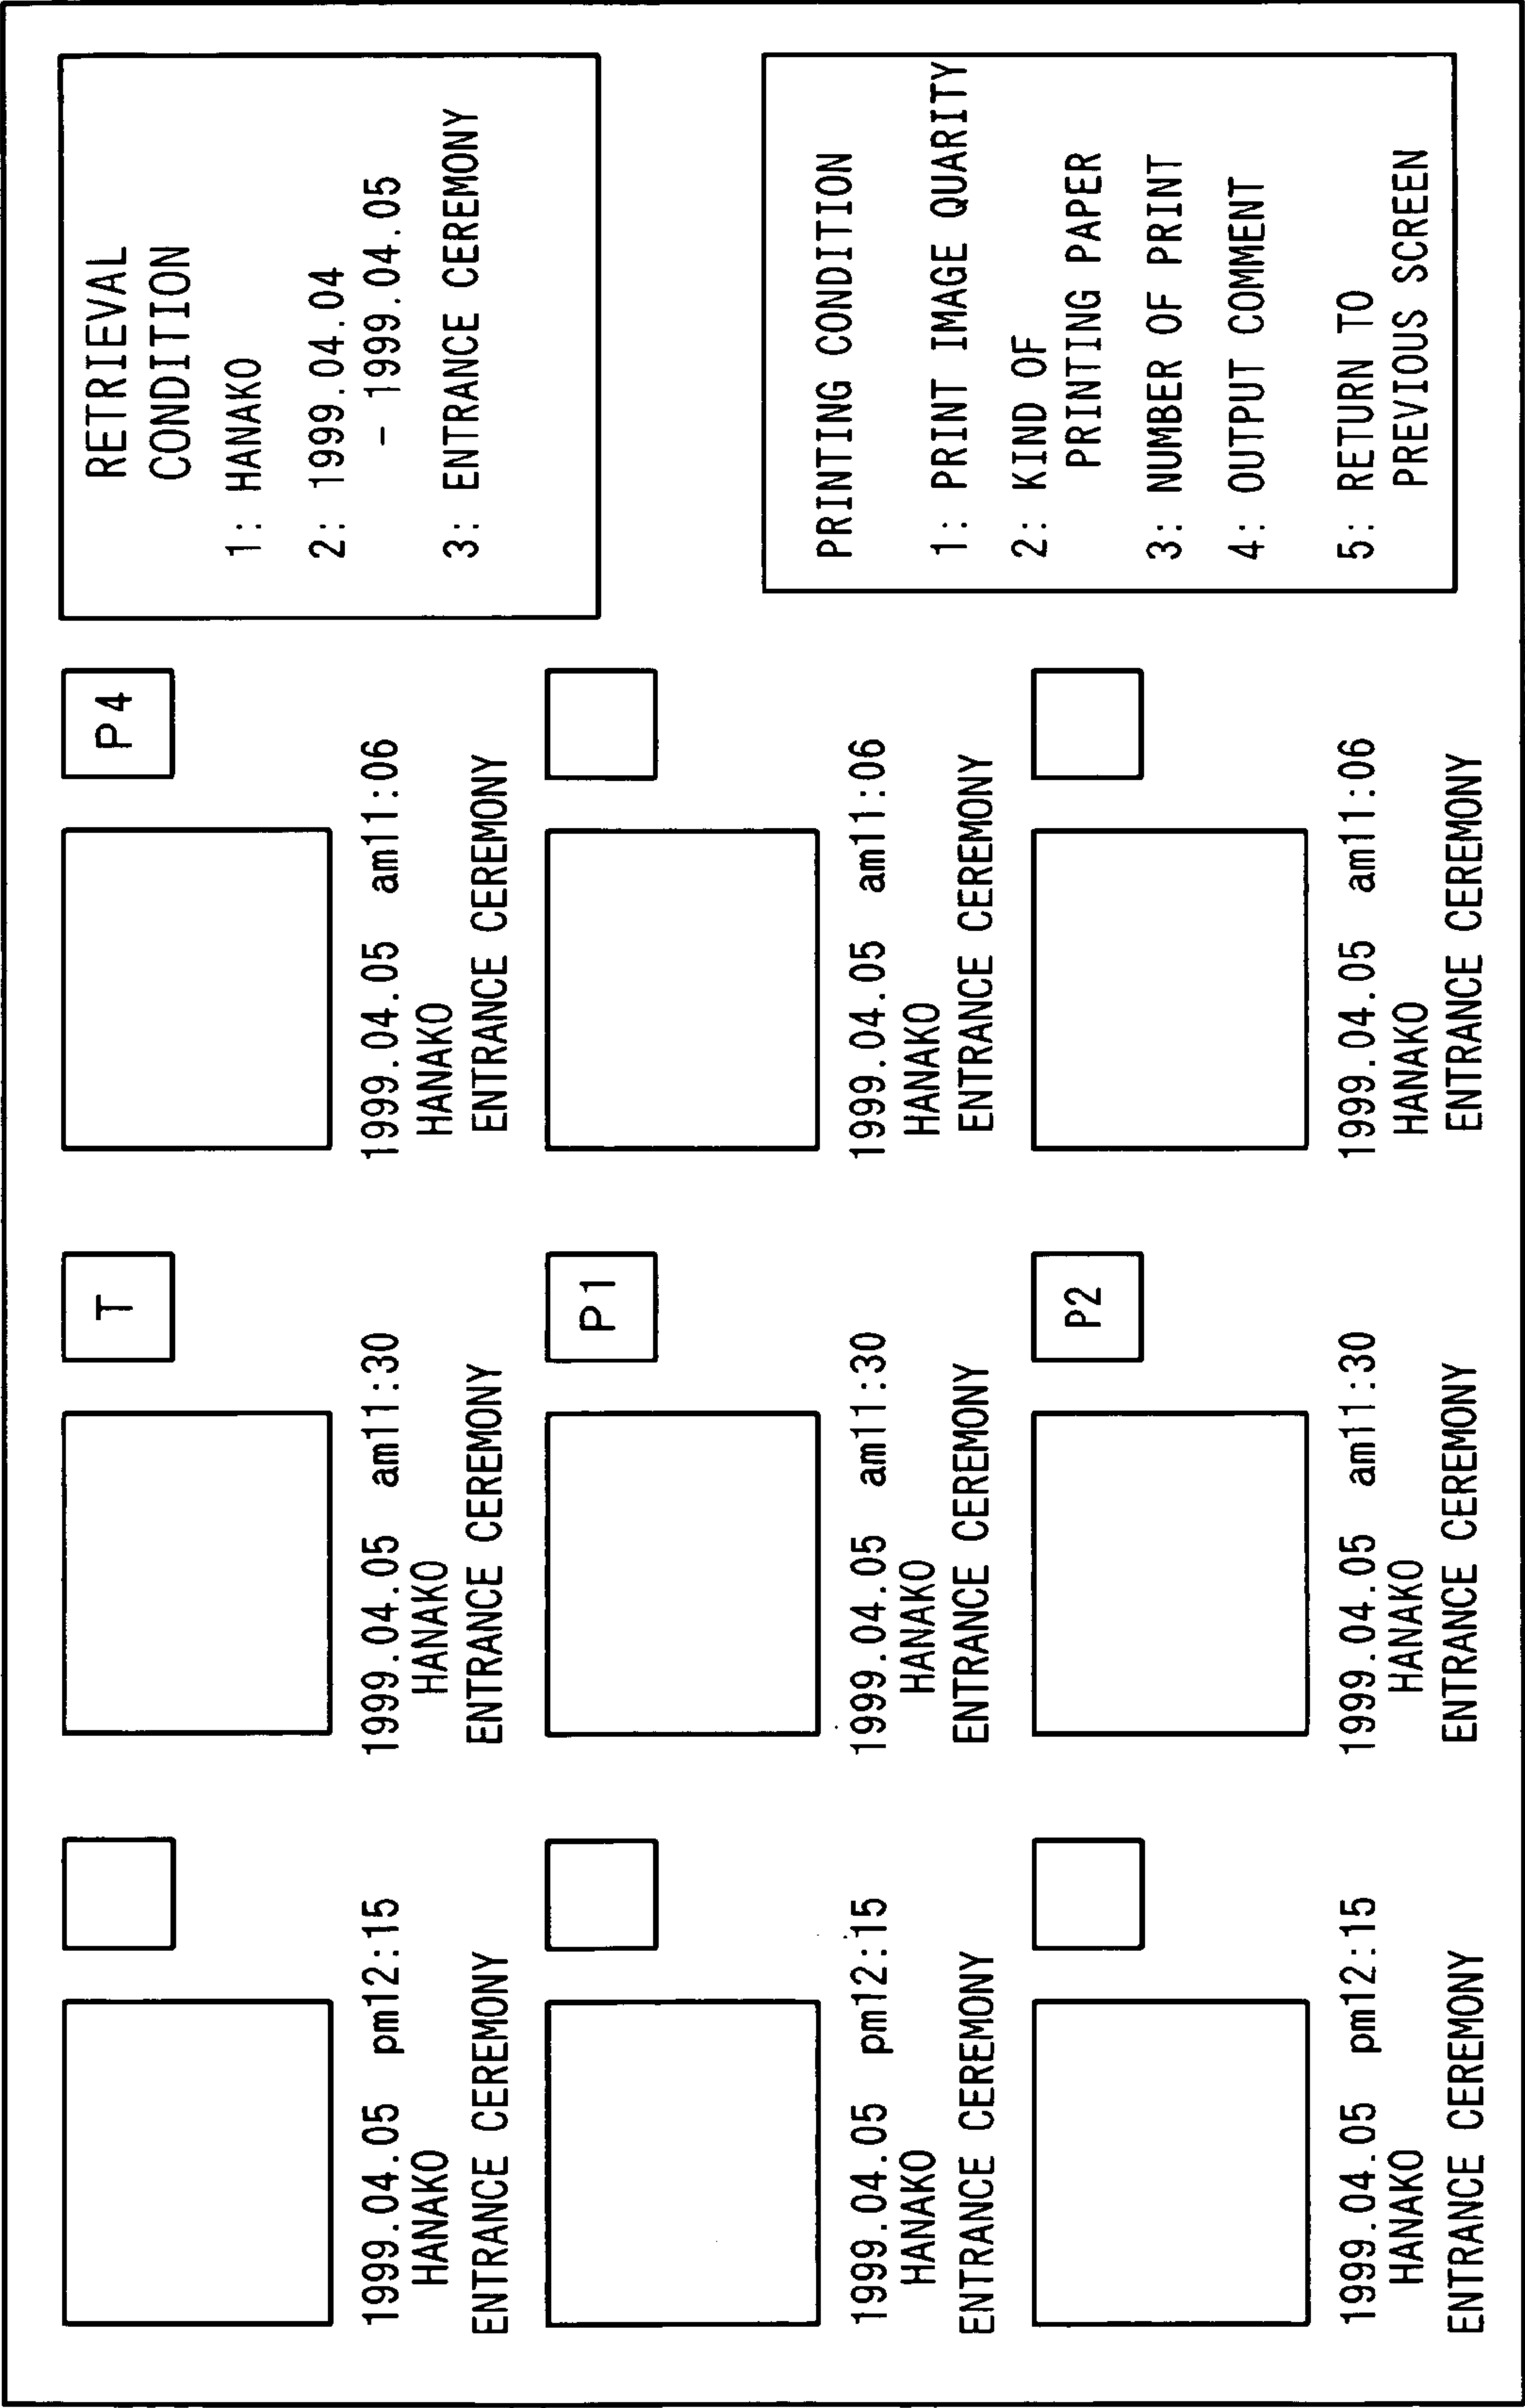 1999.04.05 pm12:15
HANAKO
ENTRANCE CEREMONY
T
1999.04.05 am11:30
HANAKO
ENTRANCE CEREMONY
P4
1999.04.05 am11:06
HANAKO
ENTRANCE CEREMONY
1999.04.05 pm12:15
HANAKO
ENTRANCE CEREMONY
P1
1999.04.05 am11:30
HANAKO
ENTRANCE CEREMONY
1999.04.05 am11:06
HANAKO
ENTRANCE CEREMONY
1999.04.05 pm12:15
HANAKO
ENTRANCE CEREMONY
P2
1999.04.05 am11:30
HANAKO
ENTRANCE CEREMONY
1999.04.05 am11:06
HANAKO
ENTRANCE CEREMONY
RETRIEVAL
CONDITION
1: HANAKO
2: 1999.04.04
- 1999.04.05
3: ENTRANCE CEREMONY
PRINTING CONDITION
1: PRINT IMAGE QUARITY
2: KIND OF
PRINTING PAPER
3: NUMBER OF PRINT
4: OUTPUT COMMENT
5: RETURN TO
PREVIOUS SCREEN